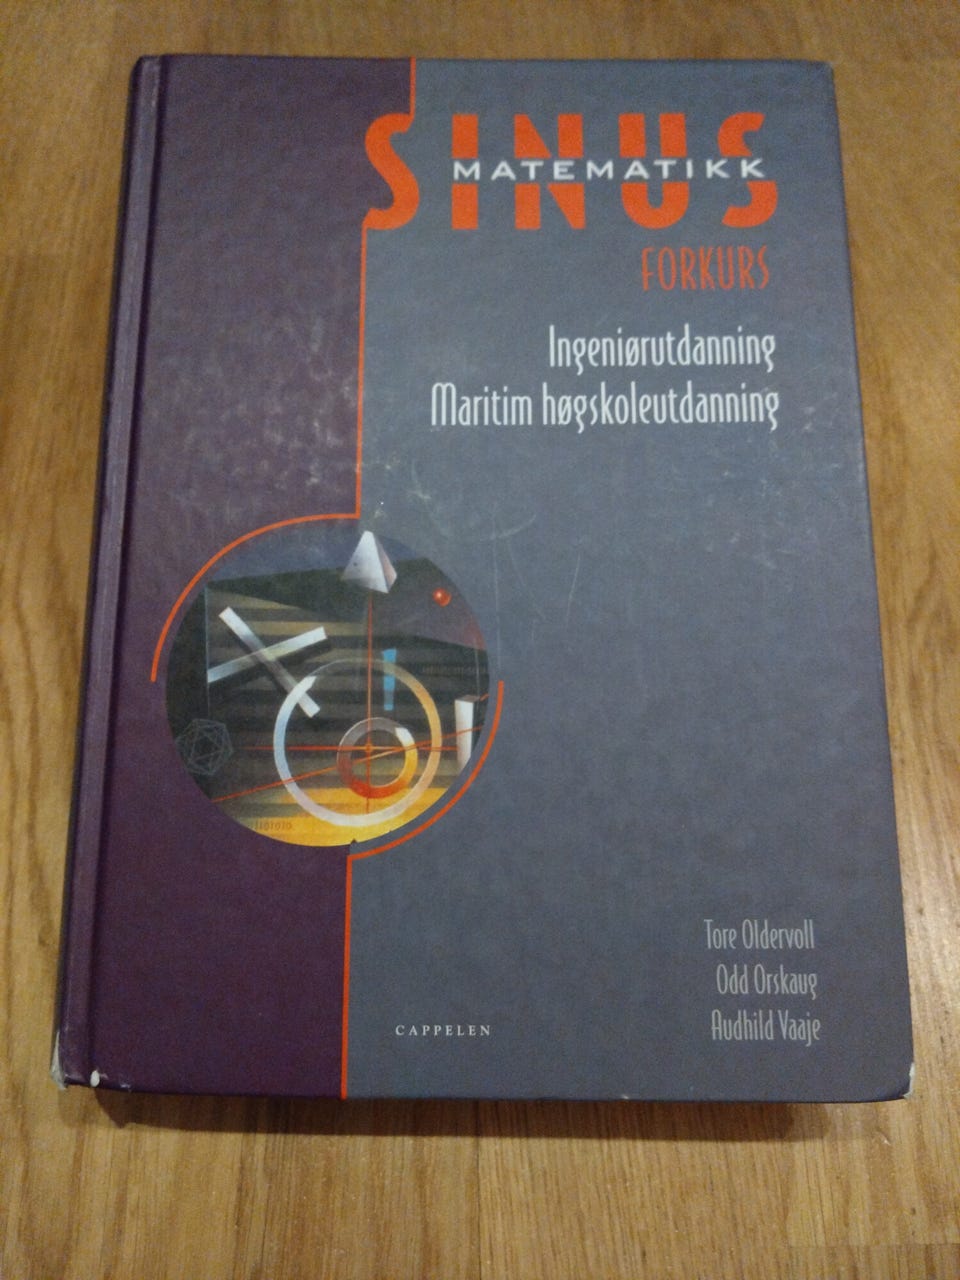 SINUS
MATEMATIKK
FORKURS
Ingeniørutdanning
Maritim høgskoleutdanning
Tore Oldervoll
Odd Orskaug
Audhild Vaaje
CAPPELEN